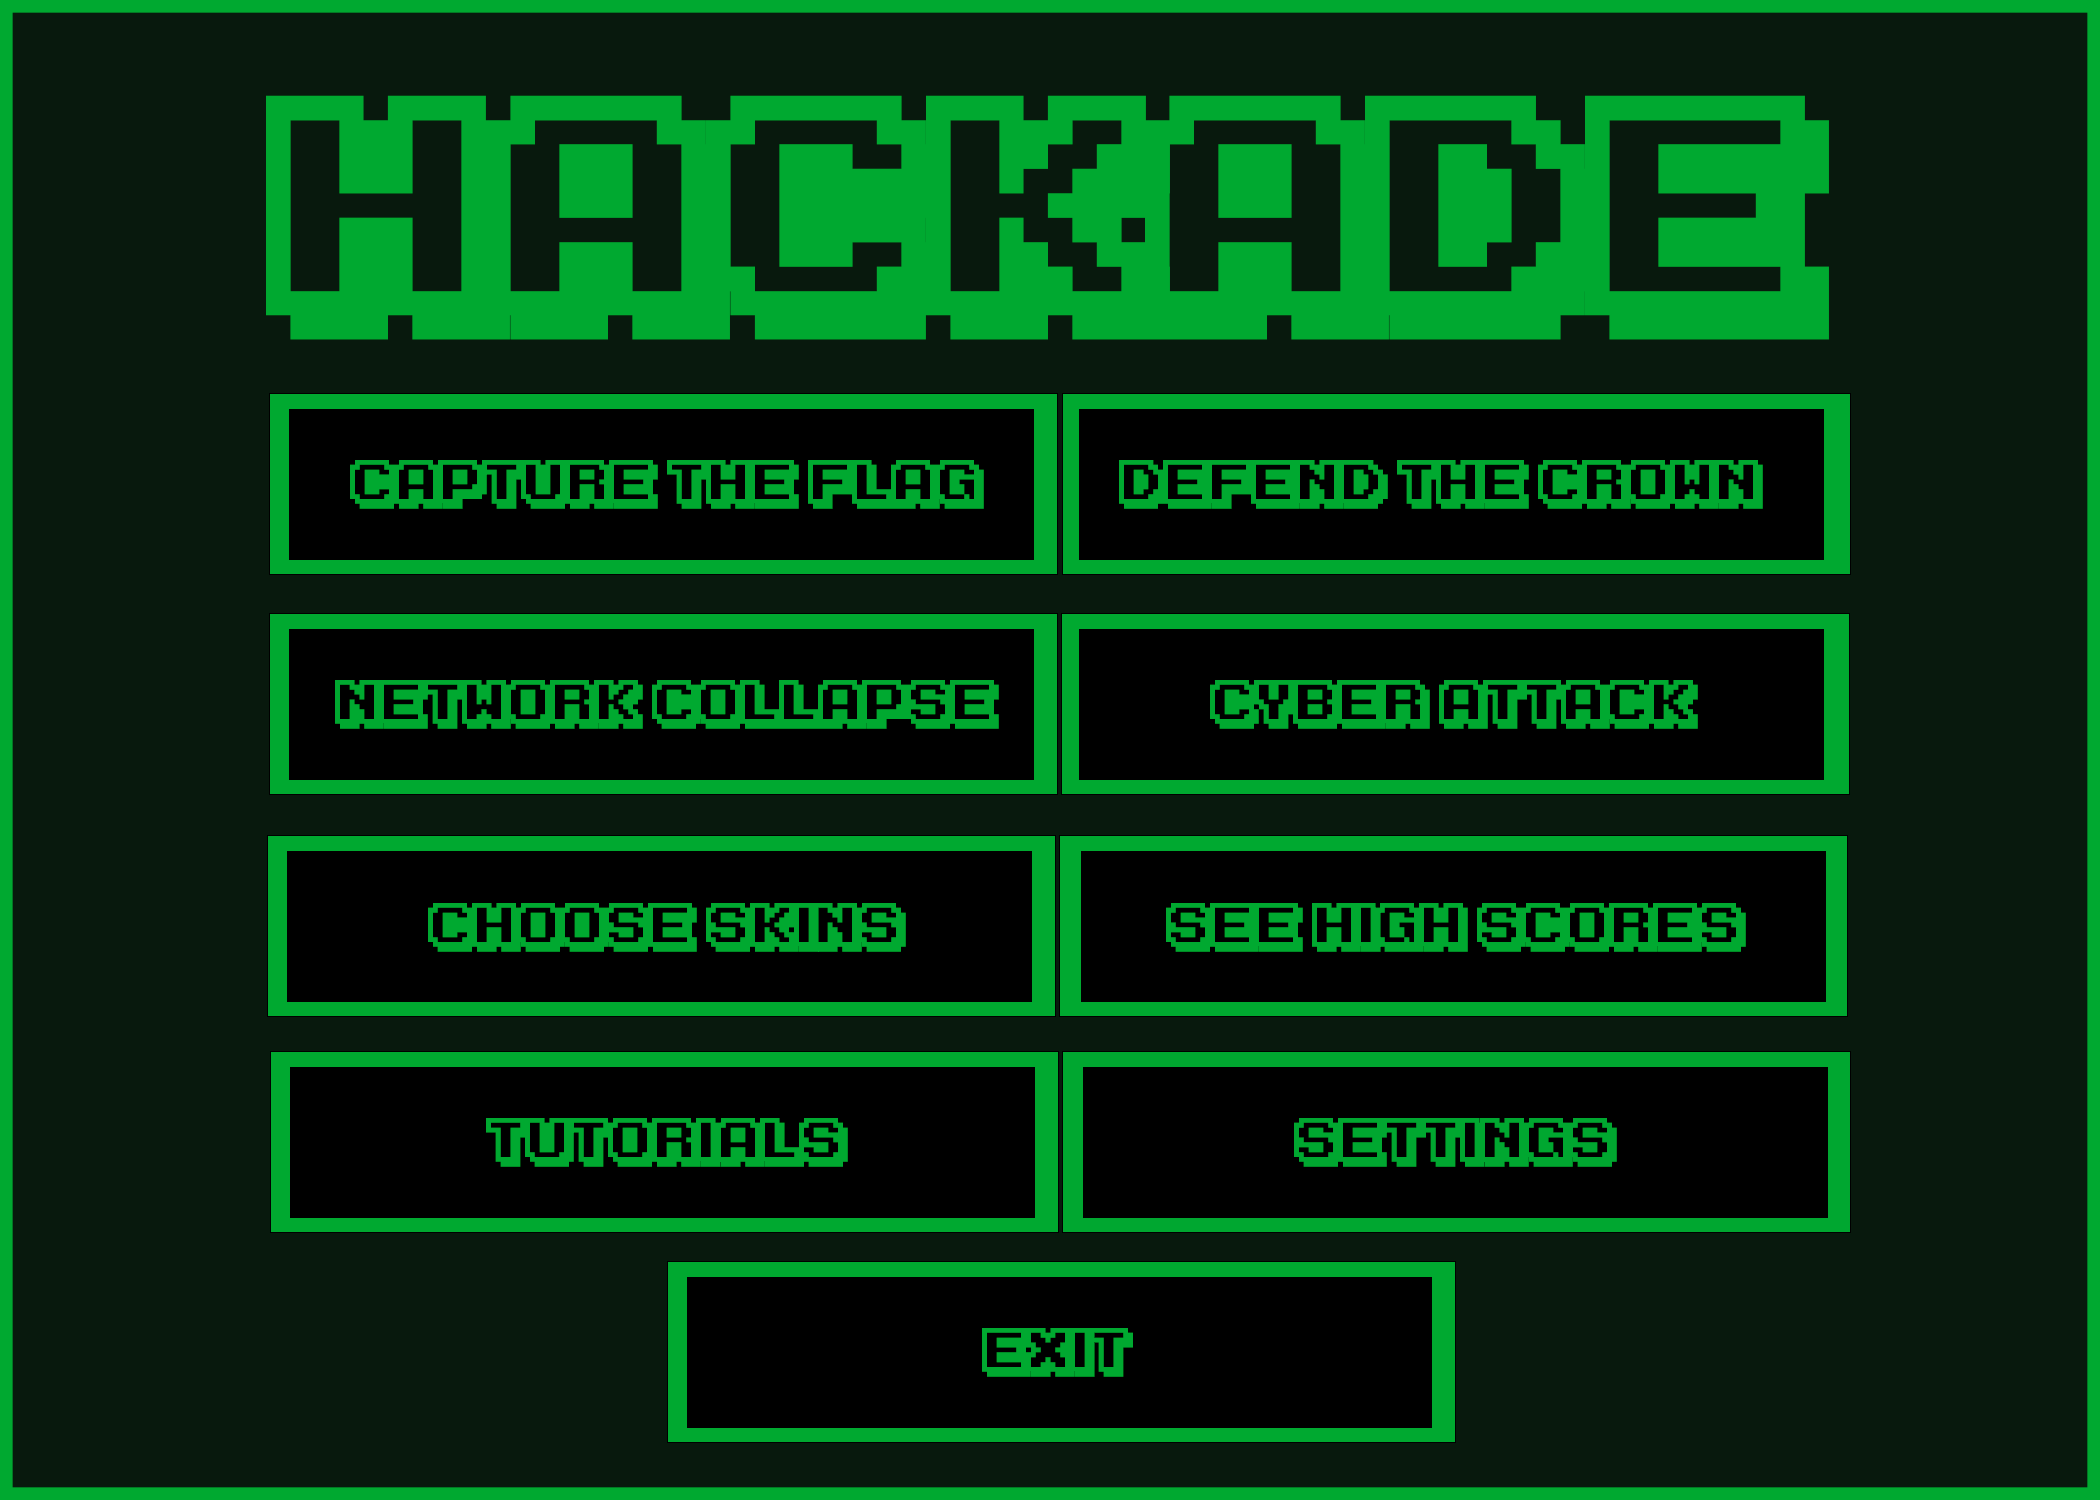 HACKADE
CAPTURE THE FLAG
DEFEND THE CROWN
NETWORK COLLAPSE
CYBER ATTACK
CHOOSE SKINS
SEE HIGH SCORES
TUTORIALS
SETTINGS
EXIT